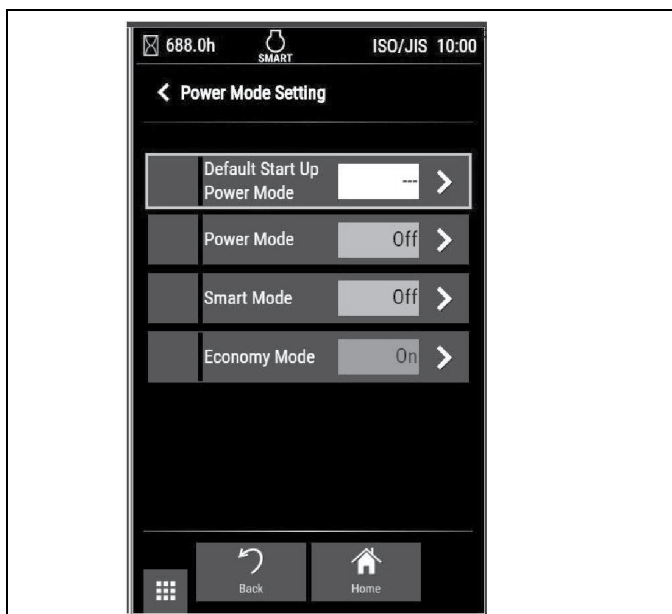 688.0h SMART ISO/JIS 10:00
Power Mode Setting
Default Start Up
Power Mode
---
Power Mode Off
Smart Mode Off
Economy Mode On
Back Home